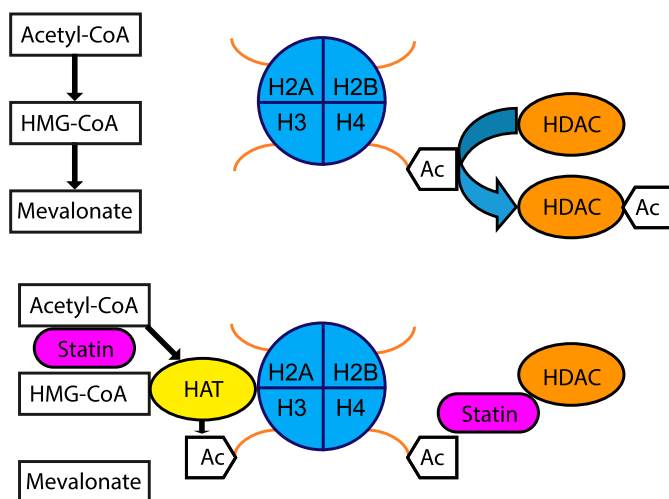 Acetyl-CoA
HMG-CoA
Mevalonate
H2A H2B
H3 H4
Ac
HDAC
HDAC
Ac
Acetyl-CoA
Statin
HMG-CoA
HAT
Ac
Mevalonate
H2A H2B
H3 H4
Ac
Statin
HDAC